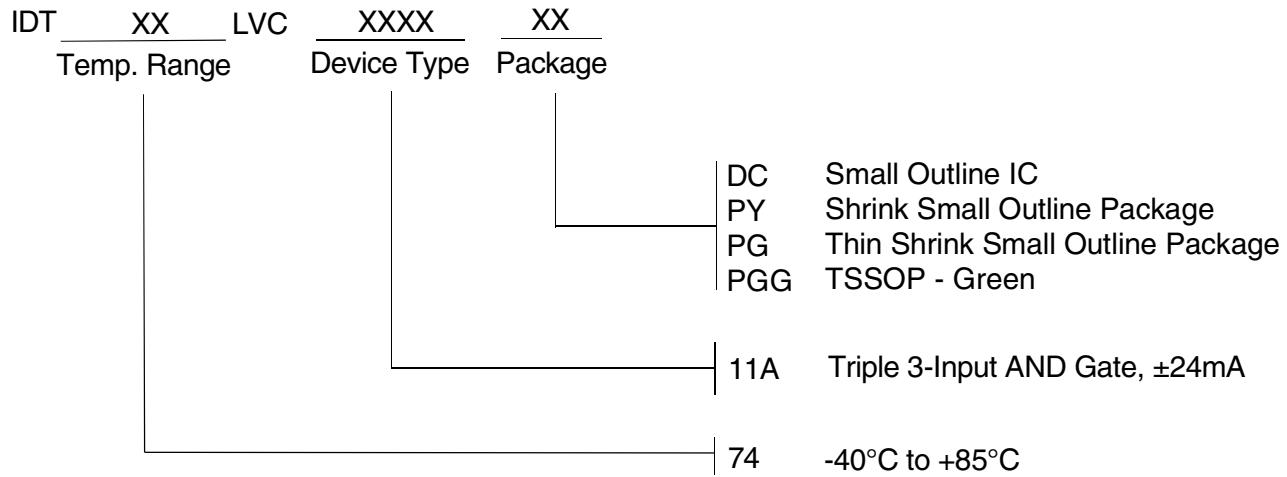 IDT XX LVC XXXX XX
Temp. Range Device Type Package
DC Small Outline IC
PY Shrink Small Outline Package
PG Thin Shrink Small Outline Package
PGG TSSOP - Green
11A Triple 3-Input AND Gate, ±24mA
74 -40°C to +85°C